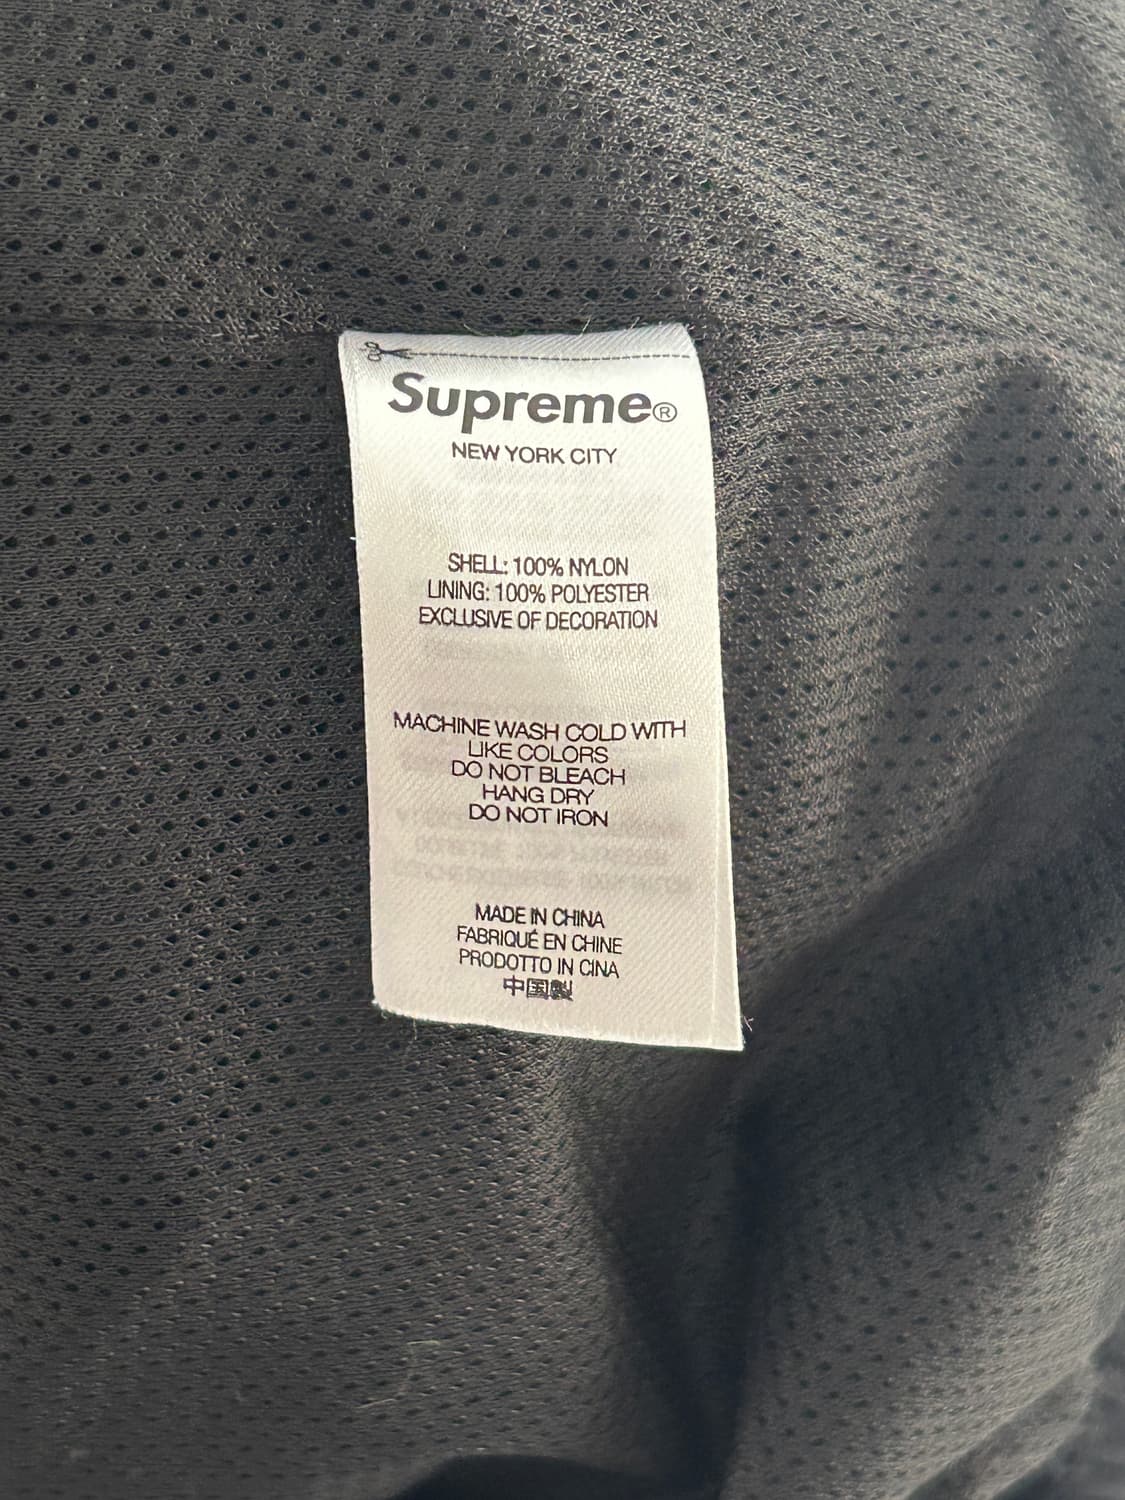 Supreme®
NEW YORK CITY
SHELL: 100% NYLON
LINING: 100% POLYESTER
EXCLUSIVE OF DECORATION
MACHINE WASH COLD WITH
LIKE COLORS
DO NOT BLEACH
HANG DRY
DO NOT IRON
MADE IN CHINA
FABRIQUÉ EN CHINE
PRODOTTO IN CINA
中国製